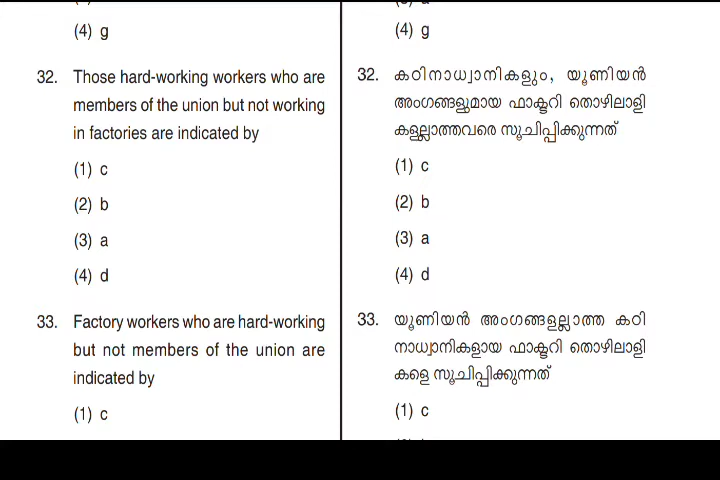 (4) g
32. Those hard-working workers who are
members of the union but not working
in factories are indicated by
(1) c
(2) b
(3) a
(4) d
33. Factory workers who are hard-working
but not members of the union are
indicated by
(1) c
(4) g
32. കഠിനാധ്വാനികളും, യൂണിയൻ
അംഗങ്ങളുമായ ഫാക്ടറി തൊഴിലാളി
കളല്ലാത്തവരെ സൂചിപ്പിക്കുന്നത്
(1) c
(2) b
(3) a
(4) d
33. യൂണിയൻ അംഗങ്ങളല്ലാത്ത കഠി
നാധ്വാനികളായ ഫാക്ടറി തൊഴിലാളി
കളെ സൂചിപ്പിക്കുന്നത്
(1) c